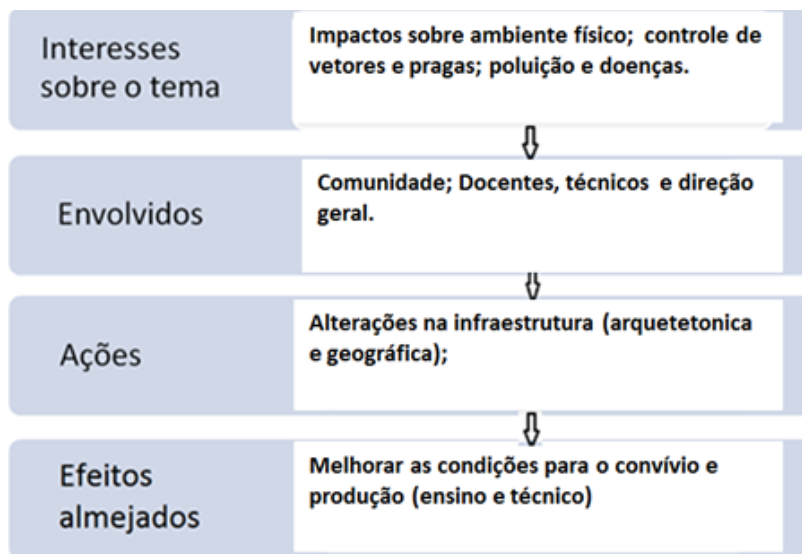 Interesses
sobre o tema
Impactos sobre ambiente físico; controle de
vetores e pragas; poluição e doenças.
Envolvidos
Comunidade; Docentes, técnicos e direção
geral.
Ações
Alterações na infraestrutura (arquetetonica
e geográfica);
Efeitos
almejados
Melhorar as condições para o convívio e
produção (ensino e técnico)